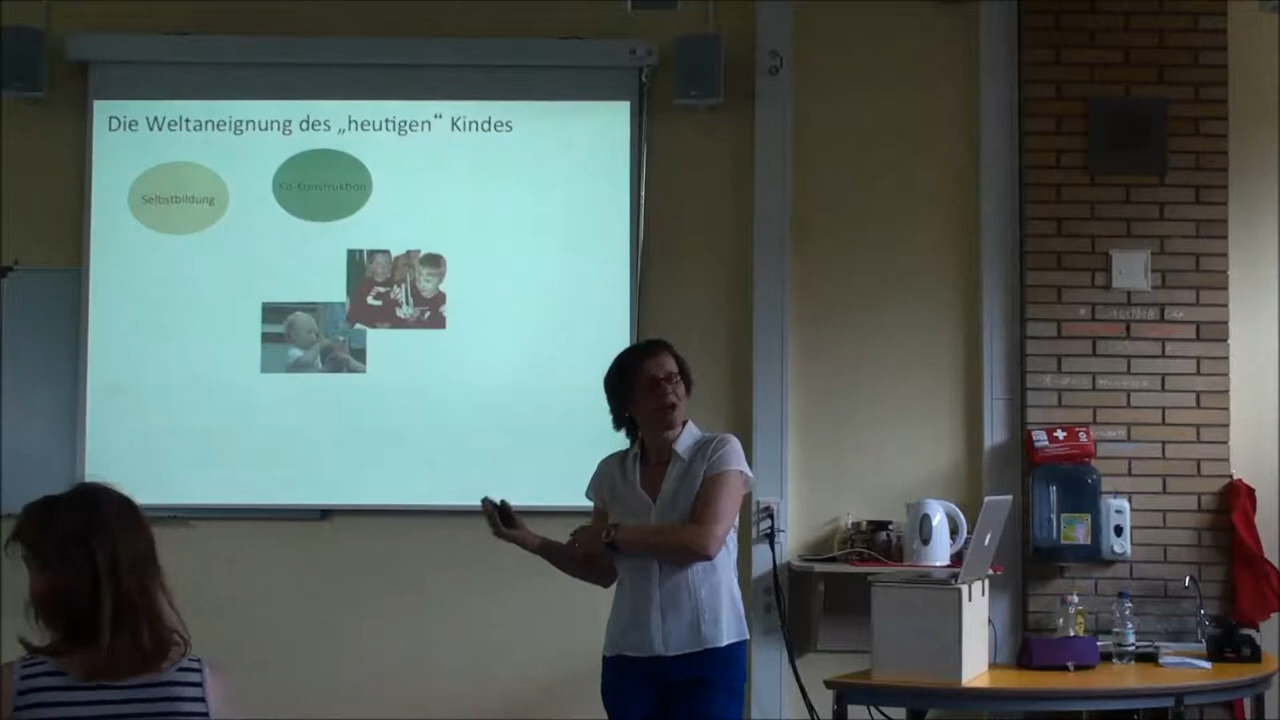 Die Weltaneignung des „heutigen“ Kindes
Selbstbildung
Ko-Konstruktion